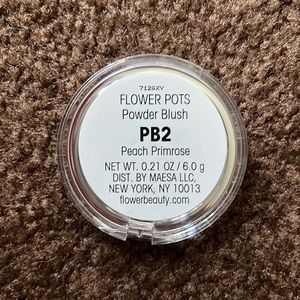 7120XV
FLOWER POTS
Powder Blush
PB2
Peach Primrose
NET WT. 0.21 OZ / 6.0 g
DIST. BY MAESA LLC,
NEW YORK, NY 10013
flowerbeauty.com